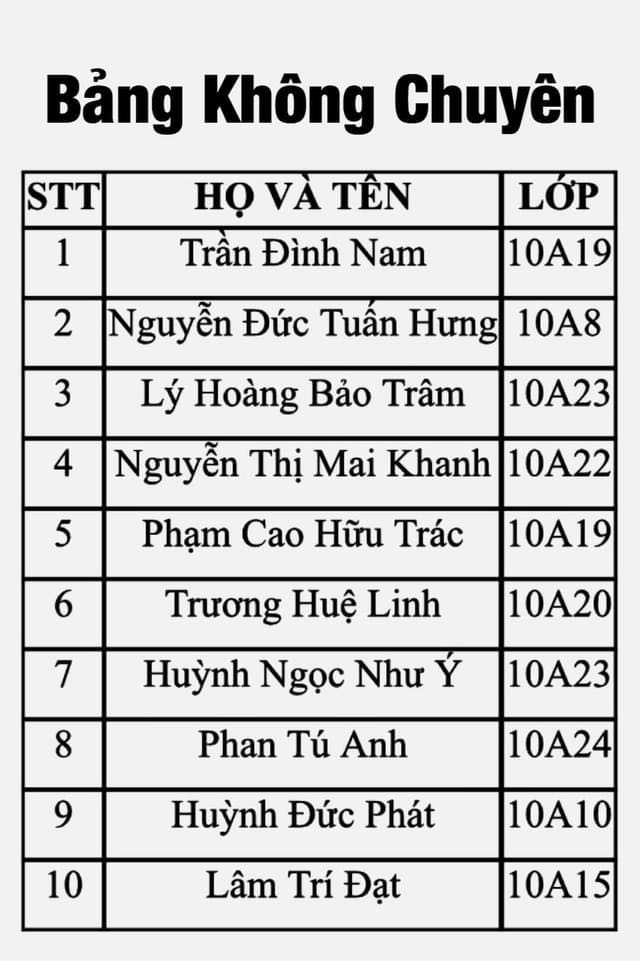 Bảng Không Chuyên
STT HỌ VÀ TÊN LỚP
1 Trần Đình Nam 10A19
2 Nguyễn Đức Tuấn Hưng 10A8
3 Lý Hoàng Bảo Trâm 10A23
4 Nguyễn Thị Mai Khanh 10A22
5 Phạm Cao Hữu Trác 10A19
6 Trương Huệ Linh 10A20
7 Huỳnh Ngọc Như Ý 10A23
8 Phan Tú Anh 10A24
9 Huỳnh Đức Phát 10A10
10 Lâm Trí Đạt 10A15